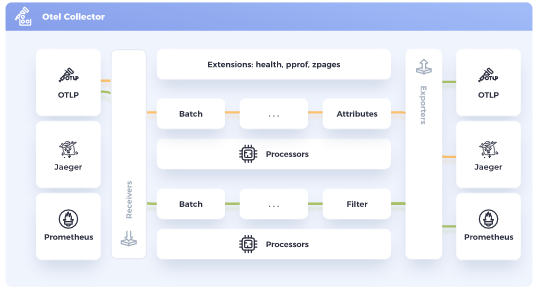 Otel Collector
OTLP
OTLP
Jaeger
Prometheus
Receivers
Extensions: health, pprof, zpages
Batch
. . .
Attributes
Processors
Batch
. . .
Filter
Processors
Exporters
OTLP
OTLP
Jaeger
Prometheus